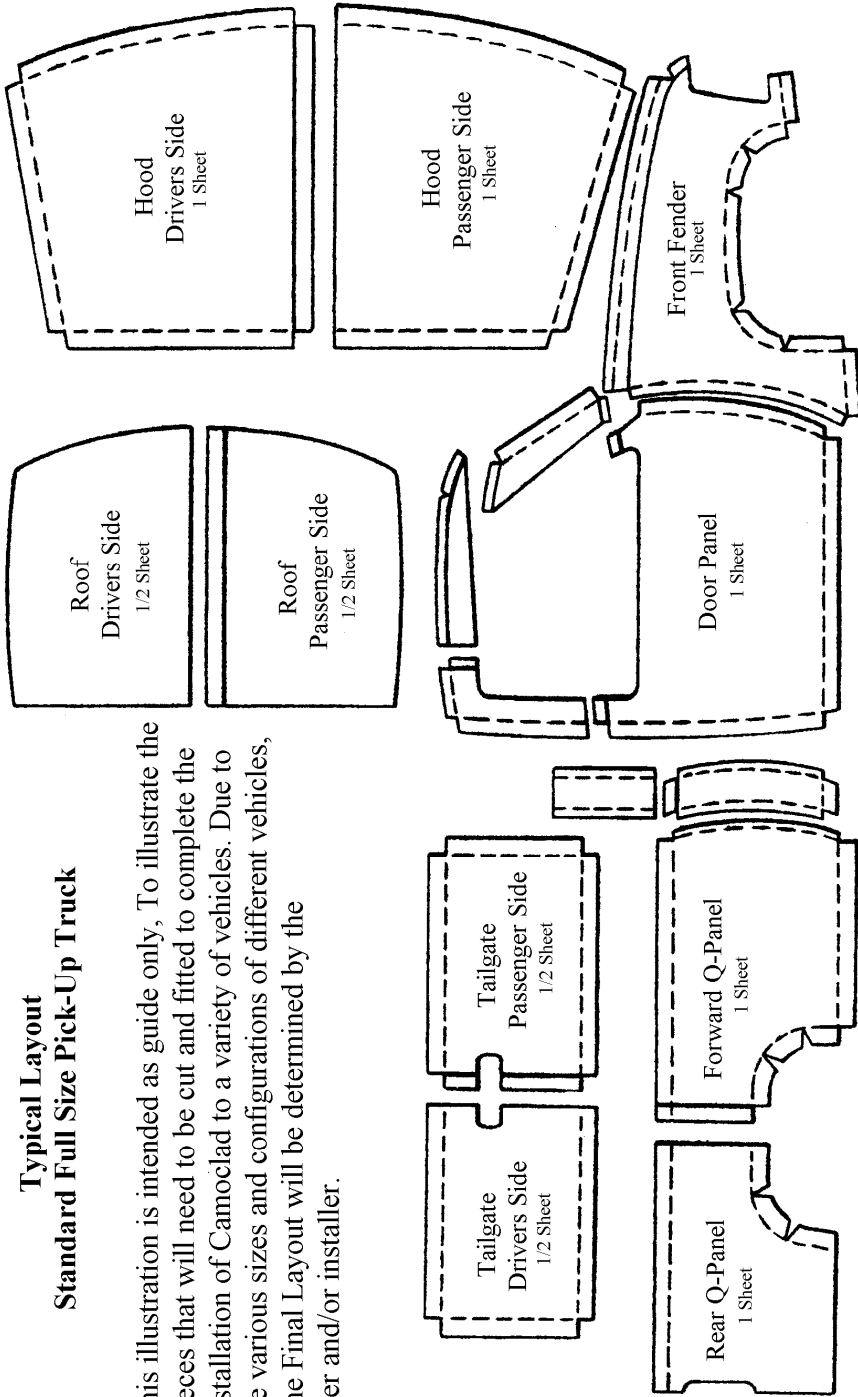 Typical Layout
Standard Full Size Pick-Up Truck
his illustration is intended as guide only, To illustrate the
eces that will need to be cut and fitted to complete the
stallation of Camoclad to a variety of vehicles. Due to
e various sizes and configurations of different vehicles,
he Final Layout will be determined by the
er and/or installer.
Roof
Drivers Side
1/2 Sheet
Roof
Passenger Side
1/2 Sheet
Hood
Drivers Side
1 Sheet
Hood
Passenger Side
1 Sheet
Tailgate
Drivers Side
1/2 Sheet
Tailgate
Passenger Side
1/2 Sheet
Rear Q-Panel
1 Sheet
Forward Q-Panel
1 Sheet
Door Panel
1 Sheet
Front Fender
1 Sheet